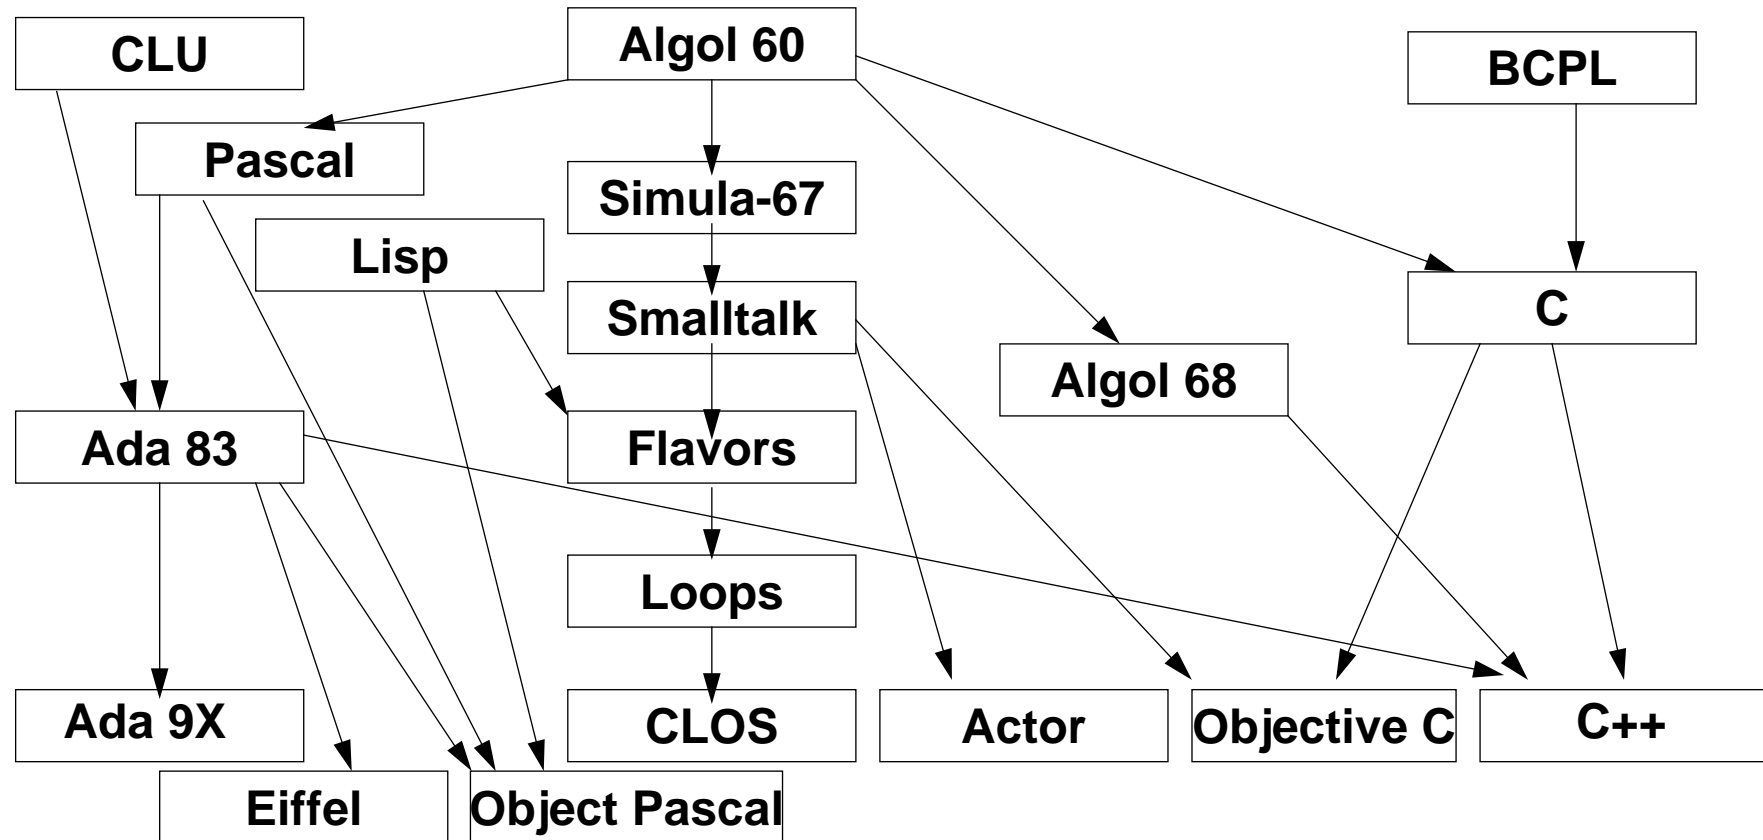 CLU
Algol 60
BCPL
Pascal
Simula-67
Lisp
Smalltalk
C
Algol 68
Ada 83
Flavors
Loops
Ada 9X
CLOS
Actor
Objective C
C++
Eiffel
Object Pascal